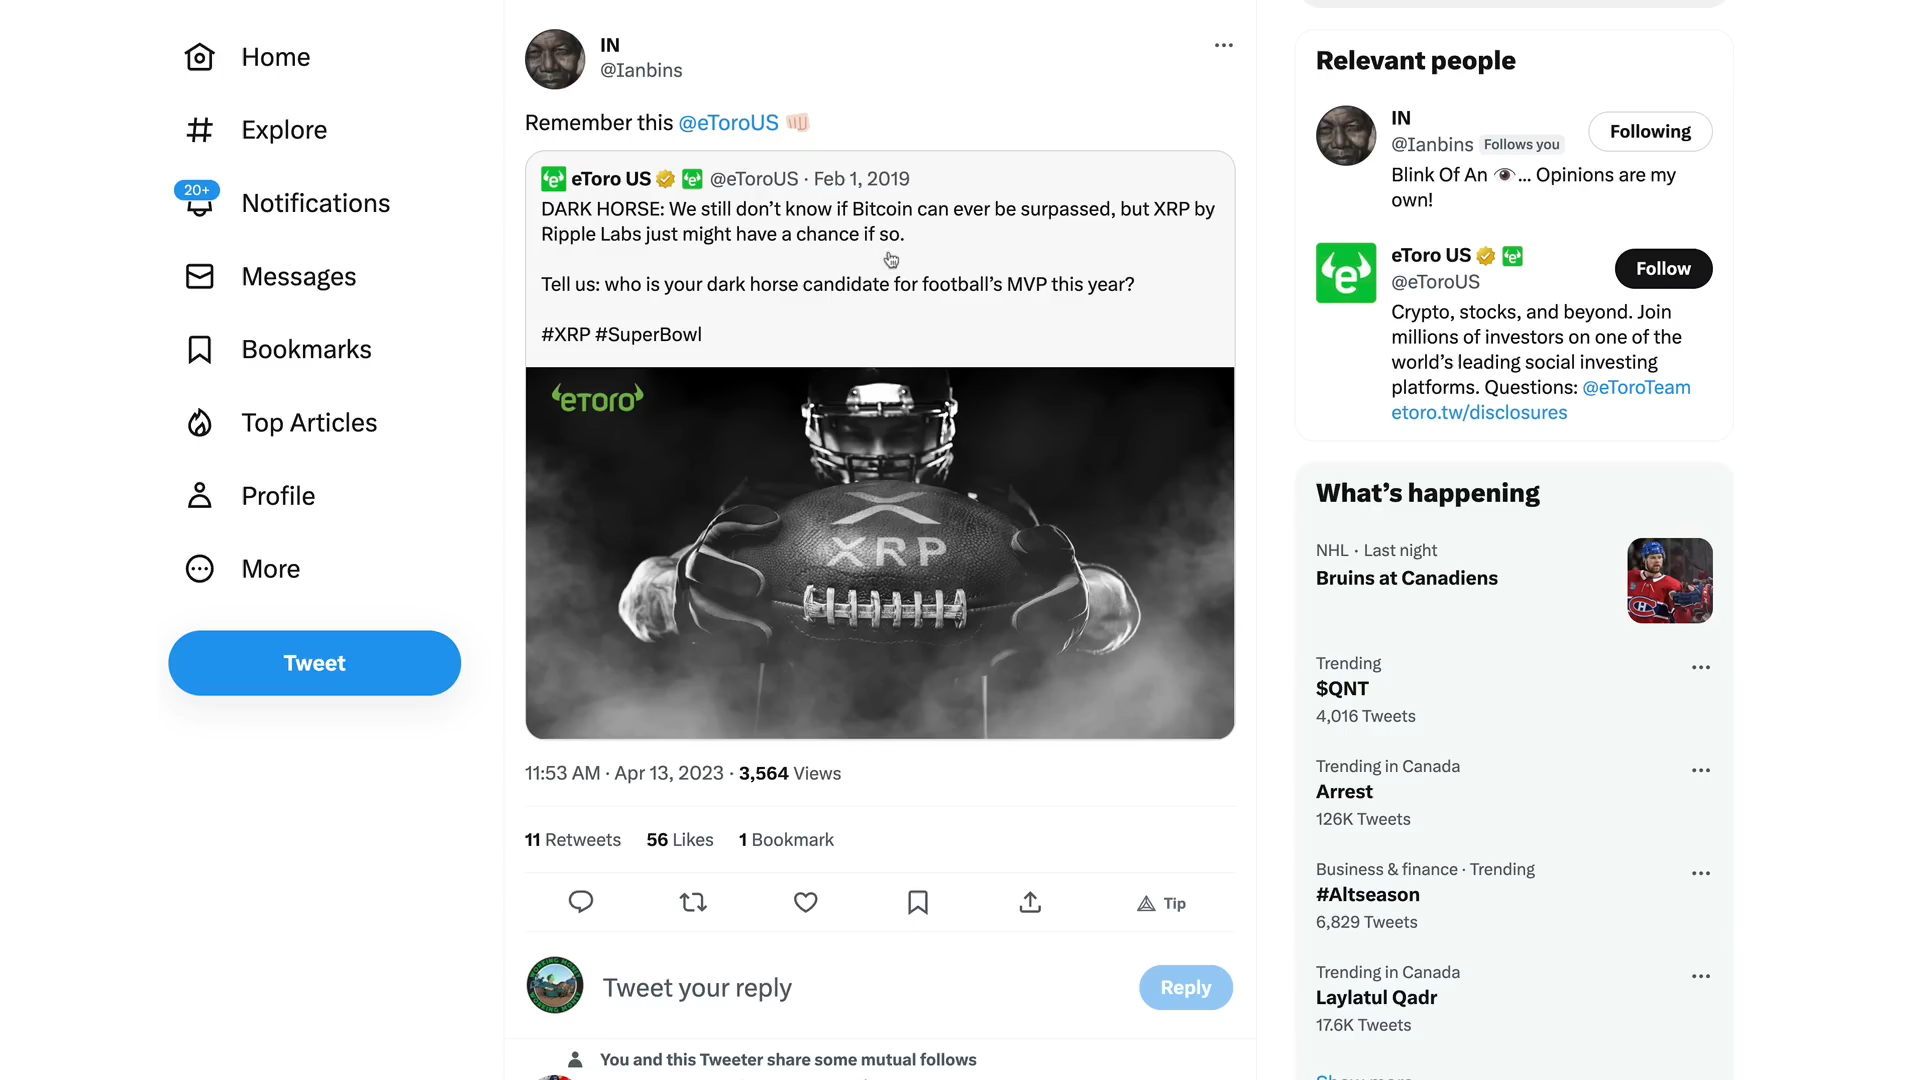 Home
Explore
20+
Notifications
Messages
Bookmarks
Top Articles
Profile
More
Tweet
IN
@Ianbins
Remember this @eToroUS 👊🏻
eToro US @eToroUS · Feb 1, 2019
DARK HORSE: We still don’t know if Bitcoin can ever be surpassed, but XRP by
Ripple Labs just might have a chance if so.
Tell us: who is your dark horse candidate for football’s MVP this year?
#XRP #SuperBowl
eTORO
XRP
11:53 AM · Apr 13, 2023 · 3,564 Views
11 Retweets 56 Likes 1 Bookmark
Tip
Tweet your reply
Reply
You and this Tweeter share some mutual follows
Relevant people
IN
@Ianbins Follows you
Following
Blink Of An 👁️... Opinions are my
own!
eToro US
@eToroUS
Follow
Crypto, stocks, and beyond. Join
millions of investors on one of the
world’s leading social investing
platforms. Questions: @eToroTeam
etoro.tw/disclosures
What’s happening
NHL · Last night
Bruins at Canadiens
Trending
$QNT
4,016 Tweets
Trending in Canada
Arrest
126K Tweets
Business & finance · Trending
#Altseason
6,829 Tweets
Trending in Canada
Laylatul Qadr
17.6K Tweets